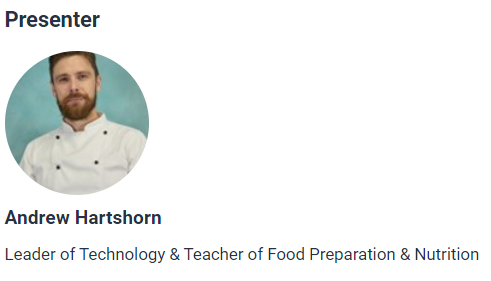 Presenter
Andrew Hartshorn
Leader of Technology & Teacher of Food Preparation & Nutrition